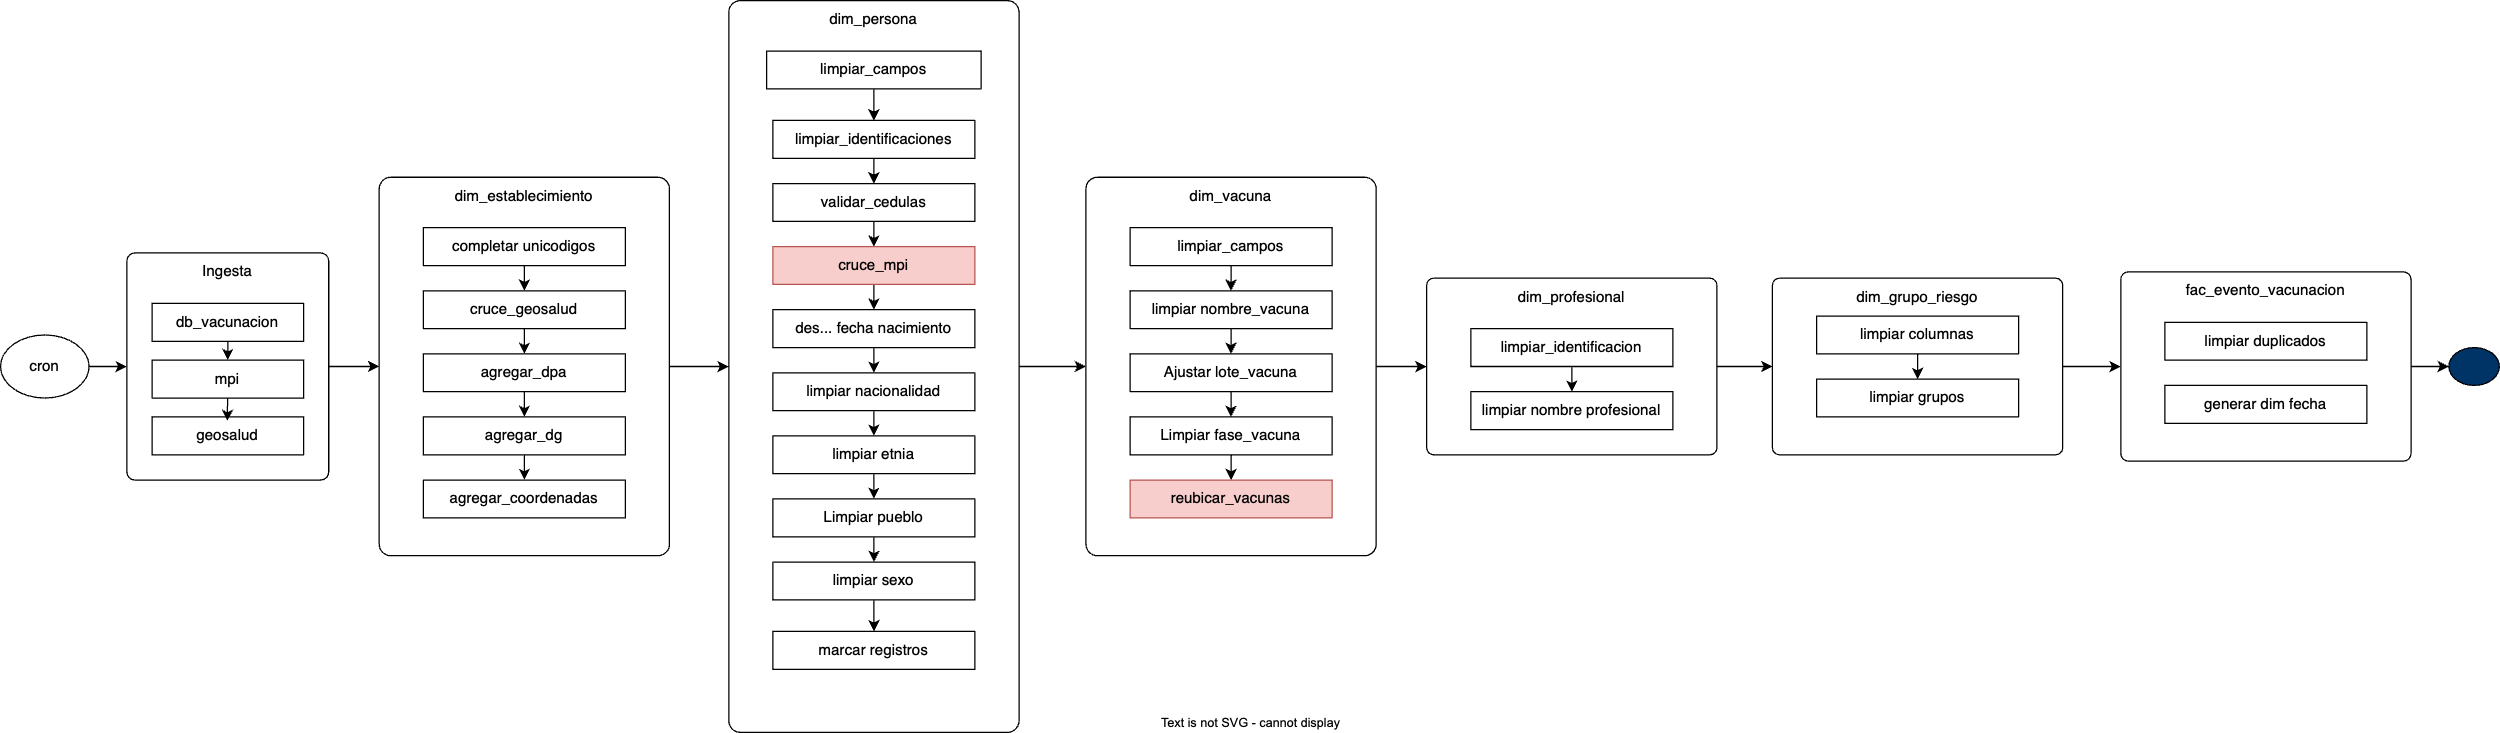 cron
Ingesta
db_vacunacion
mpi
geosalud
dim_establecimiento
completar unicodigos
cruce_geosalud
agregar_dpa
agregar_dg
agregar_coordenadas
dim_persona
limpiar_campos
limpiar_identificaciones
validar_cedulas
cruce_mpi
des... fecha nacimiento
limpiar nacionalidad
limpiar etnia
Limpiar pueblo
limpiar sexo
marcar registros
dim_vacuna
limpiar_campos
limpiar nombre_vacuna
Ajustar lote_vacuna
Limpiar fase_vacuna
reubicar_vacunas
dim_profesional
limpiar_identificacion
limpiar nombre profesional
dim_grupo_riesgo
limpiar columnas
limpiar grupos
fac_evento_vacunacion
limpiar duplicados
generar dim fecha
Text is not SVG - cannot display